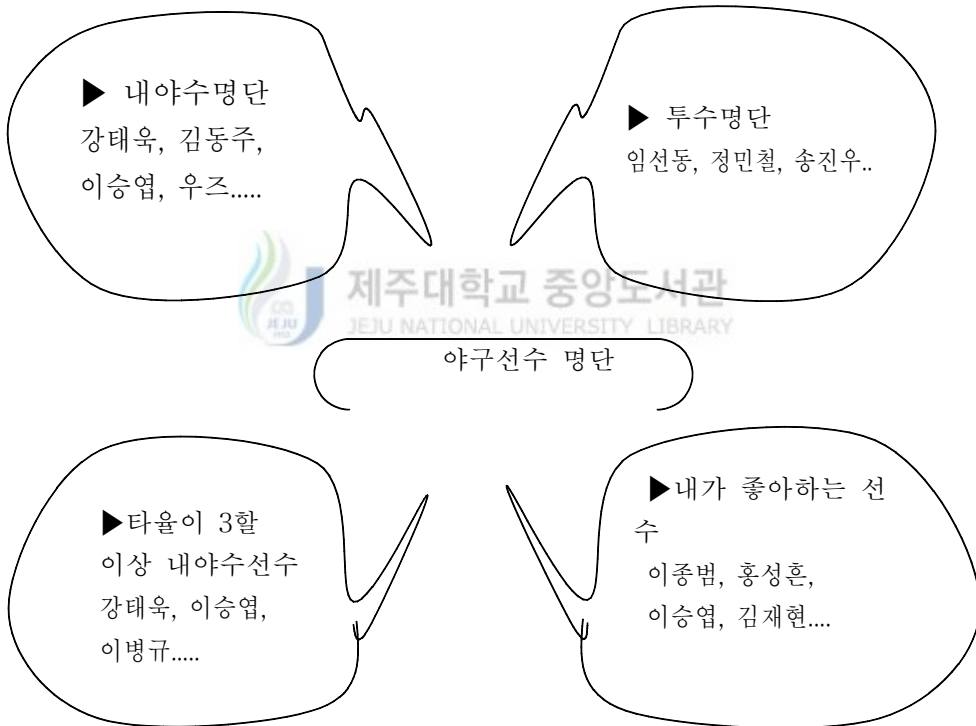 ▶ 내야수명단
강태욱, 김동주,
이승엽, 우즈.....
▶ 투수명단
임선동, 정민철, 송진우..
제주대학교 중앙도서관
JEJU NATIONAL UNIVERSITY LIBRARY
JEJU
1952
야구선수 명단
▶타율이 3할
이상 내야수선수
강태욱, 이승엽,
이병규.....
▶내가 좋아하는 선
수
이종범, 홍성흔,
이승엽, 김재현....